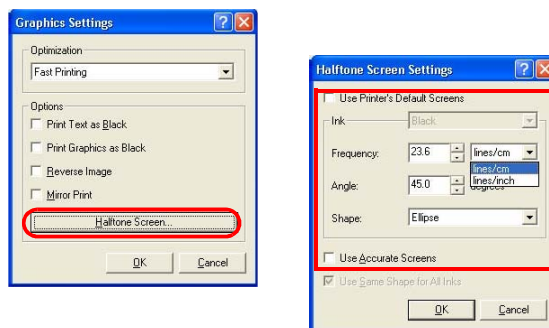 Graphics Settings
Optimization
Fast Printing
Options
Print Text as Black
Print Graphics as Black
Reverse Image
Mirror Print
Halftone Screen...
OK
Cancel
Halftone Screen Settings
Use Printer's Default Screens
Ink
Black
Frequency:
23.6
lines/cm
lines/cm
lines/inch
Angle:
45.0
degrees
Shape:
Ellipse
Use Accurate Screens
Use Same Shape for All Inks
OK
Cancel